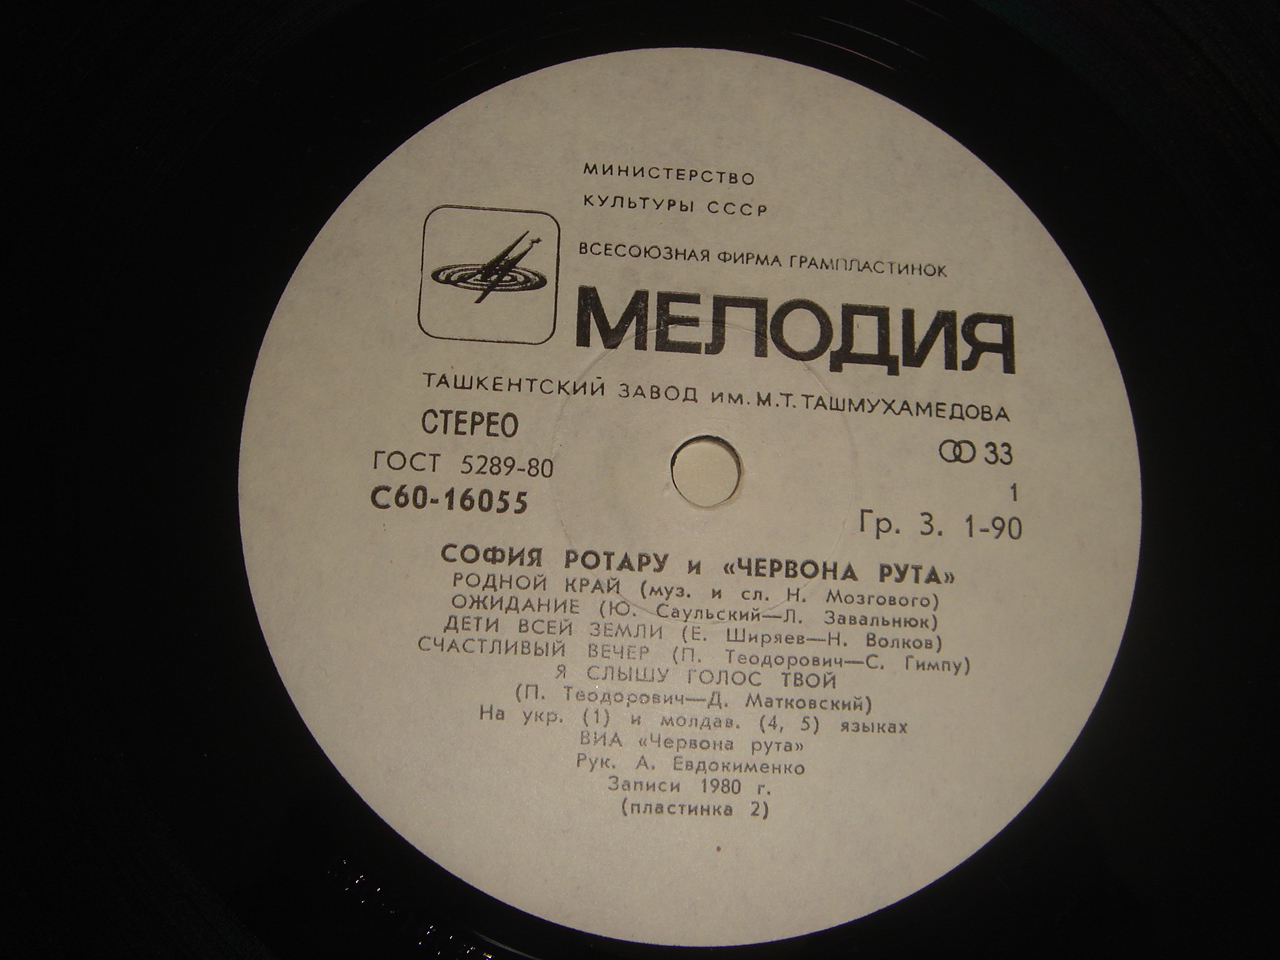 МИНИСТЕРСТВО
КУЛЬТУРЫ СССР
ВСЕСОЮЗНАЯ ФИРМА ГРАМПЛАСТИНОК
МЕЛОДИЯ
ТАШКЕНТСКИЙ ЗАВОД ИМ. М.Т. ТАШМУХАМЕДОВА
СТЕРЕО
33
ГОСТ 5289-80
1
С60-16055
Гр. 3. 1-90
СОФИЯ РОТАРУ и «ЧЕРВОНА РУТА»
РОДНОЙ КРАЙ (муз. и сл. Н. Мозгового)
ОЖИДАНИЕ (Ю. Саульский—Л. Завальнюк)
ДЕТИ ВСЕЙ ЗЕМЛИ (Е. Ширяев—Н. Волков)
СЧАСТЛИВЫЙ ВЕЧЕР (П. Теодорович—С. Гимпу)
Я СЛЫШУ ГОЛОС ТВОЙ
(П. Теодорович—Д. Матковский)
На укр. (1) и молдав. (4, 5) языках
ВИА «Червона рута»
Рук. А. Евдокименко
Записи 1980 г.
(пластинка 2)